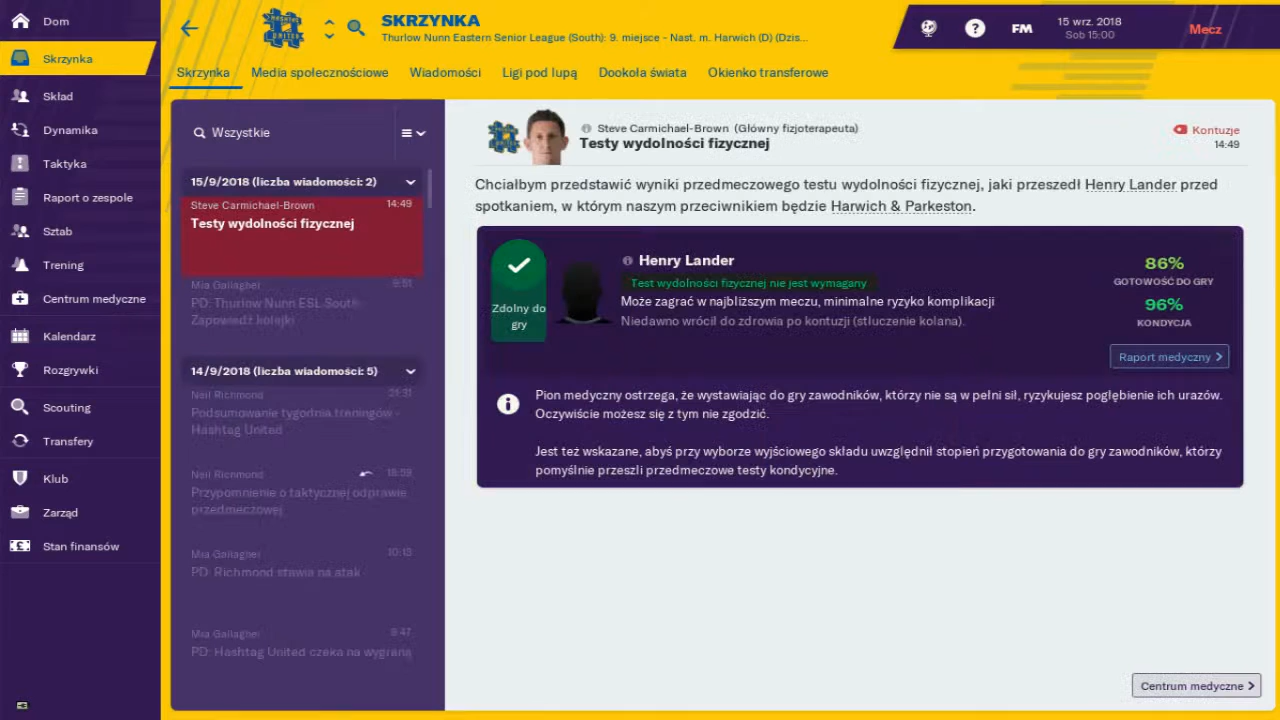 Dom
Skrzynka
Skład
Dynamika
Taktyka
Raport o zespole
Sztab
Trening
Centrum medyczne
Kalendarz
Rozgrywki
Scouting
Transfery
Klub
Zarząd
Stan finansów
HASHTAG UNITED
SKRZYNKA
Thurlow Nunn Eastern Senior League (South): 9. miejsce - Nast. m. Harwich (D) (Dzis...
FM
15 wrz. 2018
Sob 15:00
Mecz
Skrzynka
Media społecznościowe
Wiadomości
Ligi pod lupą
Dookoła świata
Okienko transferowe
Wszystkie
15/9/2018 (liczba wiadomości: 2)
Steve Carmichael-Brown 14:49
Testy wydolności fizycznej
Mia Gallagher 9:51
PD: Thurlow Nunn ESL South -
Zapowiedź kolejki
14/9/2018 (liczba wiadomości: 5)
Neil Richmond 21:31
Podsumowanie tygodnia treningów -
Hashtag United
Neil Richmond 18:59
Przypomnienie o taktycznej odprawie
przedmeczowej
Mia Gallagher 10:13
PD: Richmond stawia na atak
Mia Gallagher 9:47
PD: Hashtag United czeka na wygraną
Steve Carmichael-Brown (Główny fizjoterapeuta)
Testy wydolności fizycznej
Kontuzje
14:49
Chciałbym przedstawić wyniki przedmeczowego testu wydolności fizycznej, jaki przeszedł Henry Lander przed
spotkaniem, w którym naszym przeciwnikiem będzie Harwich & Parkeston.
Zdolny do
gry
Henry Lander
Test wydolności fizycznej nie jest wymagany
Może zagrać w najbliższym meczu, minimalne ryzyko komplikacji
Niedawno wrócił do zdrowia po kontuzji (stłuczenie kolana).
86%
GOTOWOŚĆ DO GRY
96%
KONDYCJA
Raport medyczny
Pion medyczny ostrzega, że wystawiając do gry zawodników, którzy nie są w pełni sił, ryzykujesz pogłębienie ich urazów.
Oczywiście możesz się z tym nie zgodzić.
Jest też wskazane, abyś przy wyborze wyjściowego składu uwzględnił stopień przygotowania do gry zawodników, którzy
pomyślnie przeszli przedmeczowe testy kondycyjne.
Centrum medyczne